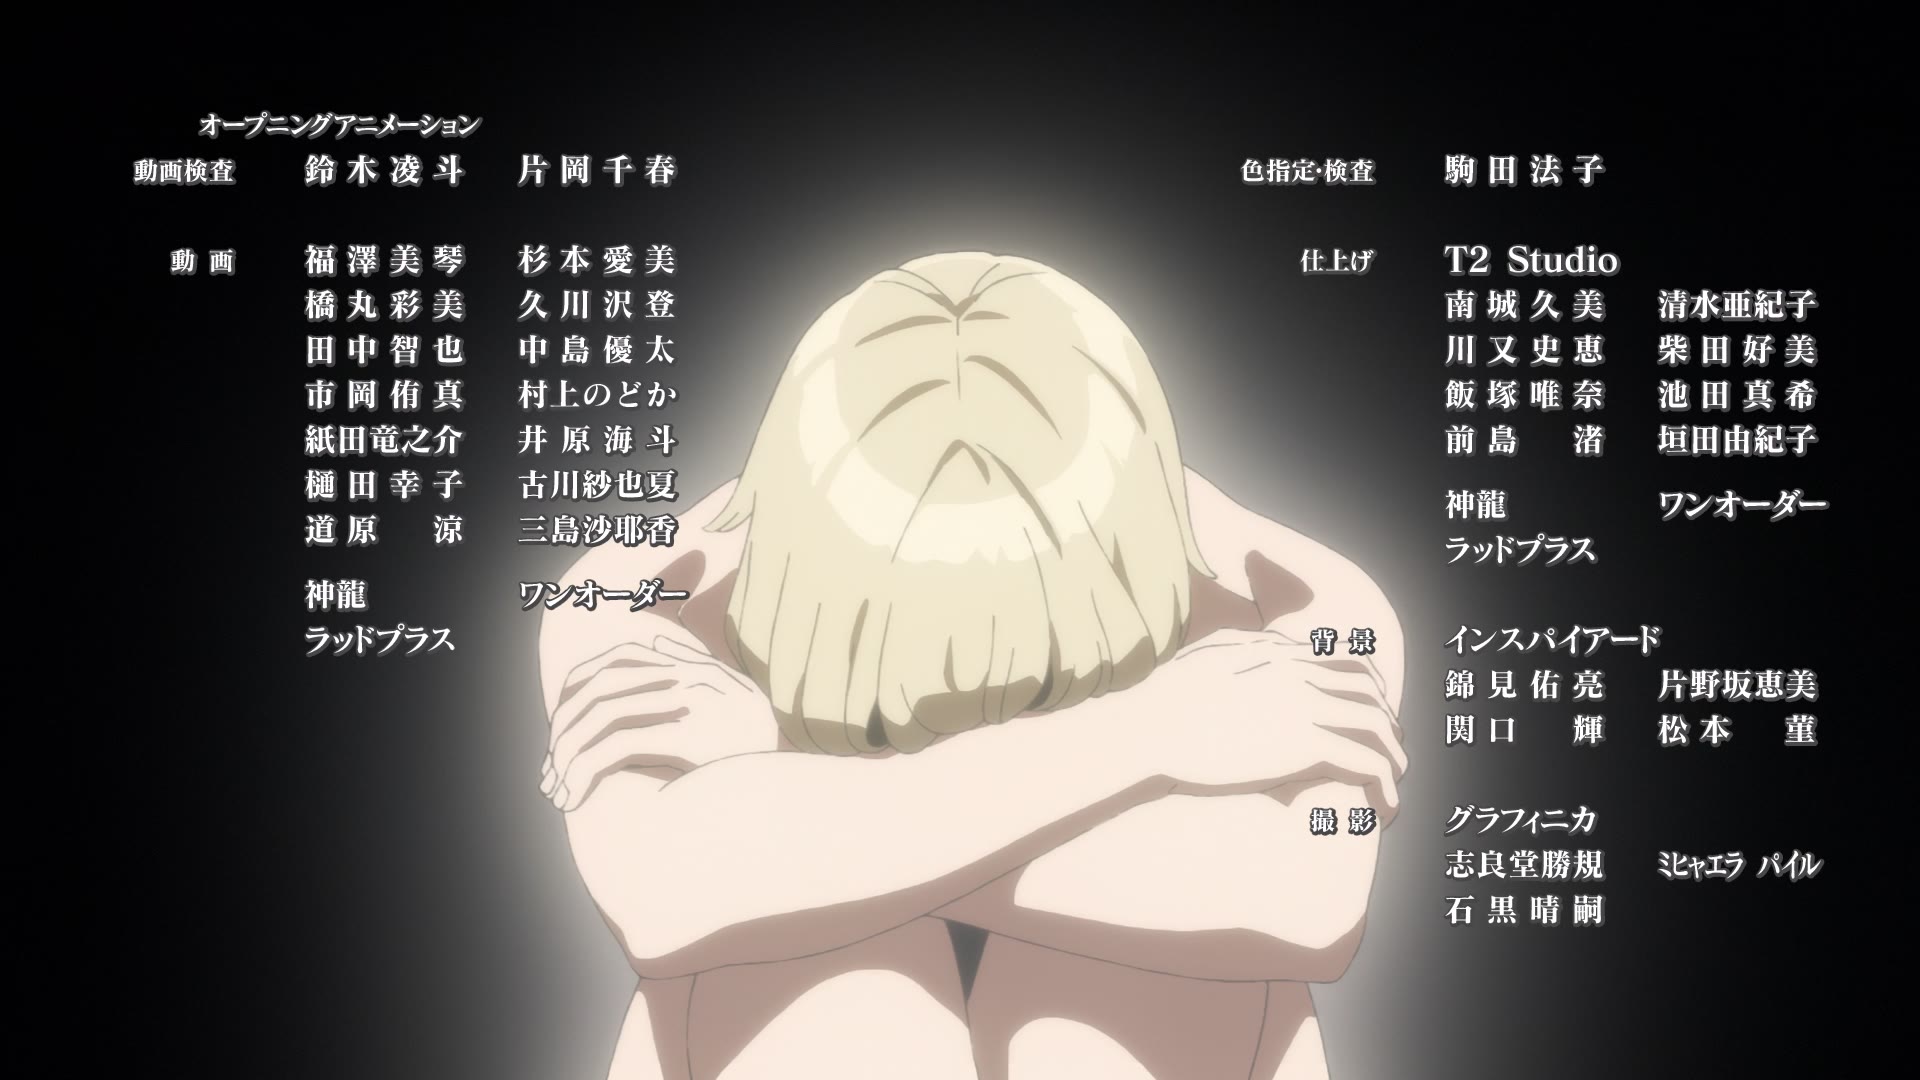 オープニングアニメーション
動画検査 鈴木凌斗 片岡千春
動画 福澤美琴 杉本愛美
橋丸彩美 久川沢登
田中智也 中島優太
市岡侑真 村上のどか
紙田竜之介 井原海斗
樋田幸子 古川紗也夏
道原涼 三島沙耶香
神龍 ワンオーダー
ラッドプラス
色指定・検査 駒田法子
仕上げ T2 Studio
南城久美 清水亜紀子
川又史恵 柴田好美
飯塚唯奈 池田真希
前島渚 垣田由紀子
神龍 ワンオーダー
ラッドプラス
背景 インスパイアード
錦見佑亮 片野坂恵美
関口輝 松本菫
撮影 グラフィニカ
志良堂勝規 ミヒャエラ パイル
石黒晴嗣